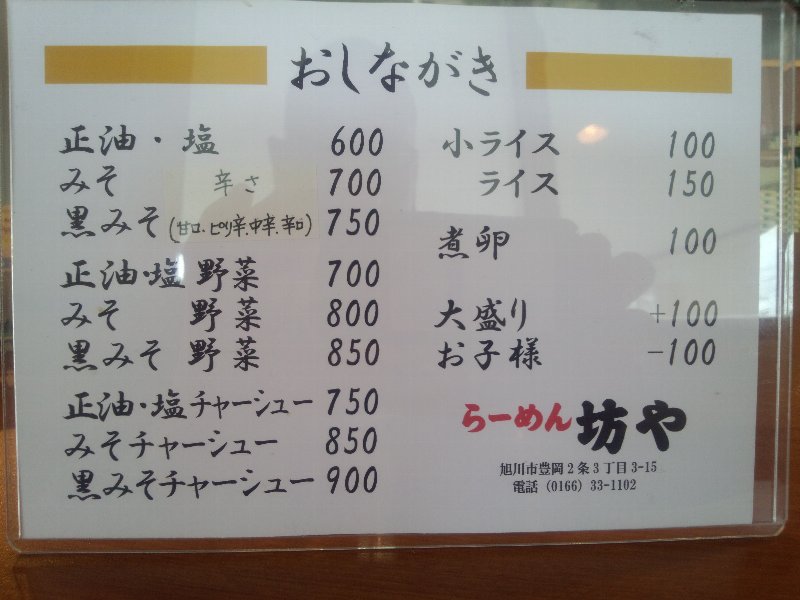 おしながき
正油・塩 600
みそ 辛さ 700
黒みそ (甘口.ピリ辛.中辛.辛口) 750
正油・塩 野菜 700
みそ 野菜 800
黒みそ 野菜 850
正油・塩チャーシュー 750
みそチャーシュー 850
黒みそチャーシュー 900
小ライス 100
ライス 150
煮卵 100
大盛り +100
お子様 -100
らーめん 坊や
旭川市豊岡2条3丁目3-15
電話 (0166) 33-1102